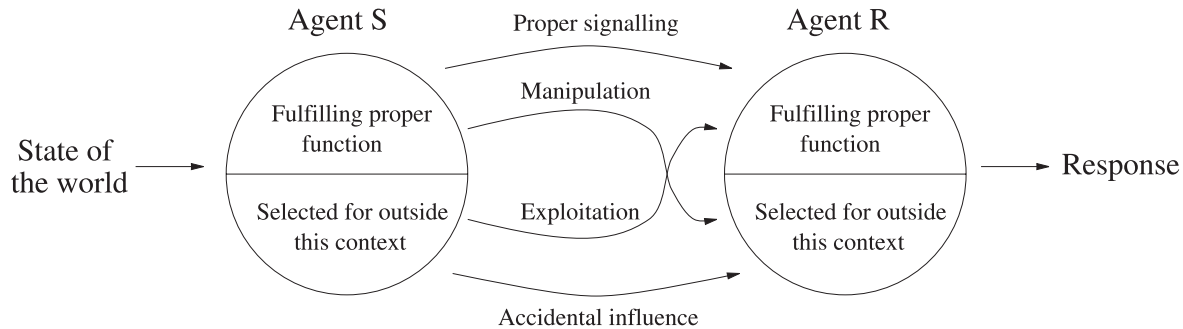 Agent S
Proper signalling
Agent R
Manipulation
Fulfilling proper
function
Fulfilling proper
function
State of
the world
Response
Selected for outside
this context
Exploitation
Selected for outside
this context
Accidental influence